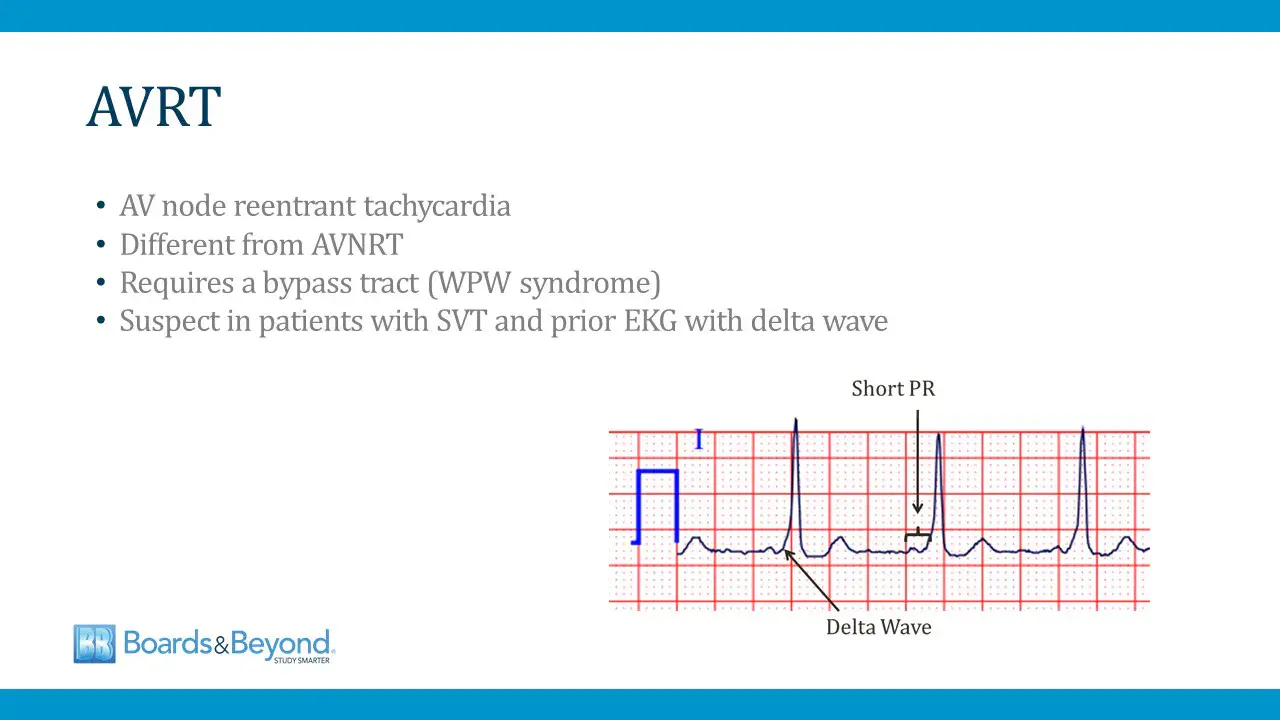 AVRT
• AV node reentrant tachycardia
• Different from AVNRT
• Requires a bypass tract (WPW syndrome)
• Suspect in patients with SVT and prior EKG with delta wave
Short PR
I
Delta Wave
BB Boards&Beyond®
STUDY SMARTER